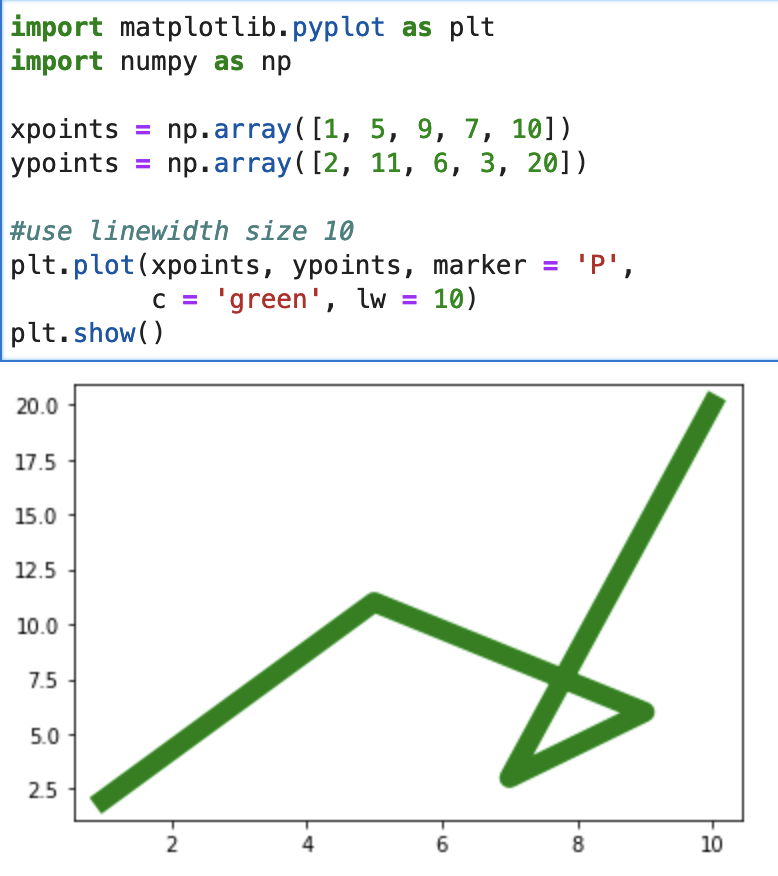 import matplotlib.pyplot as plt
import numpy as np
xpoints = np.array([1, 5, 9, 7, 10])
ypoints = np.array([2, 11, 6, 3, 20])
#use linewidth size 10
plt.plot(xpoints, ypoints, marker = 'P',
         c = 'green', lw = 10)
plt.show()
20.0
17.5
15.0
12.5
10.0
7.5
5.0
2.5
2 4 6 8 10